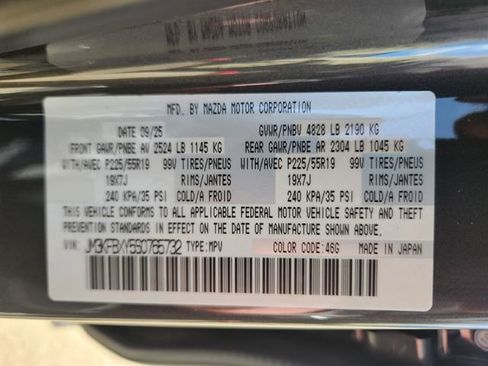 MFD. BY MAZDA MOTOR CORPORATION
DATE 09/25 GVWR/PNBV 4828 LB 2190 KG
FRONT GAWR/PNBE AV 2524 LB 1145 KG REAR GAWR/PNBE AR 2304 LB 1045 KG
WITH/AVEC P225/55R19 99V TIRES/PNEUS WITH/AVEC P225/55R19 99V TIRES/PNEUS
19X7J RIMS/JANTES 19X7J RIMS/JANTES
240 KPA/35 PSI COLD/A FROID 240 KPA/35 PSI COLD/A FROID
THIS VEHICLE CONFORMS TO ALL APPLICABLE FEDERAL MOTOR VEHICLE SAFETY AND
THEFT PREVENTION STANDARDS IN EFFECT ON THE DATE OF MANUFACTURE SHOWN
ABOVE.
VIN: TYPE: MPV COLOR CODE: 46G MADE IN JAPAN